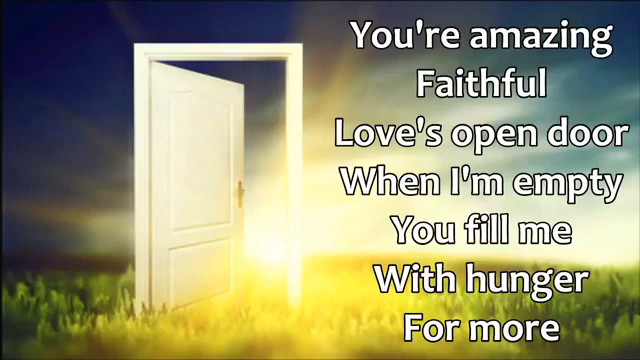 You're amazing
Faithful
Love's open door
When I'm empty
You fill me
With hunger
For more